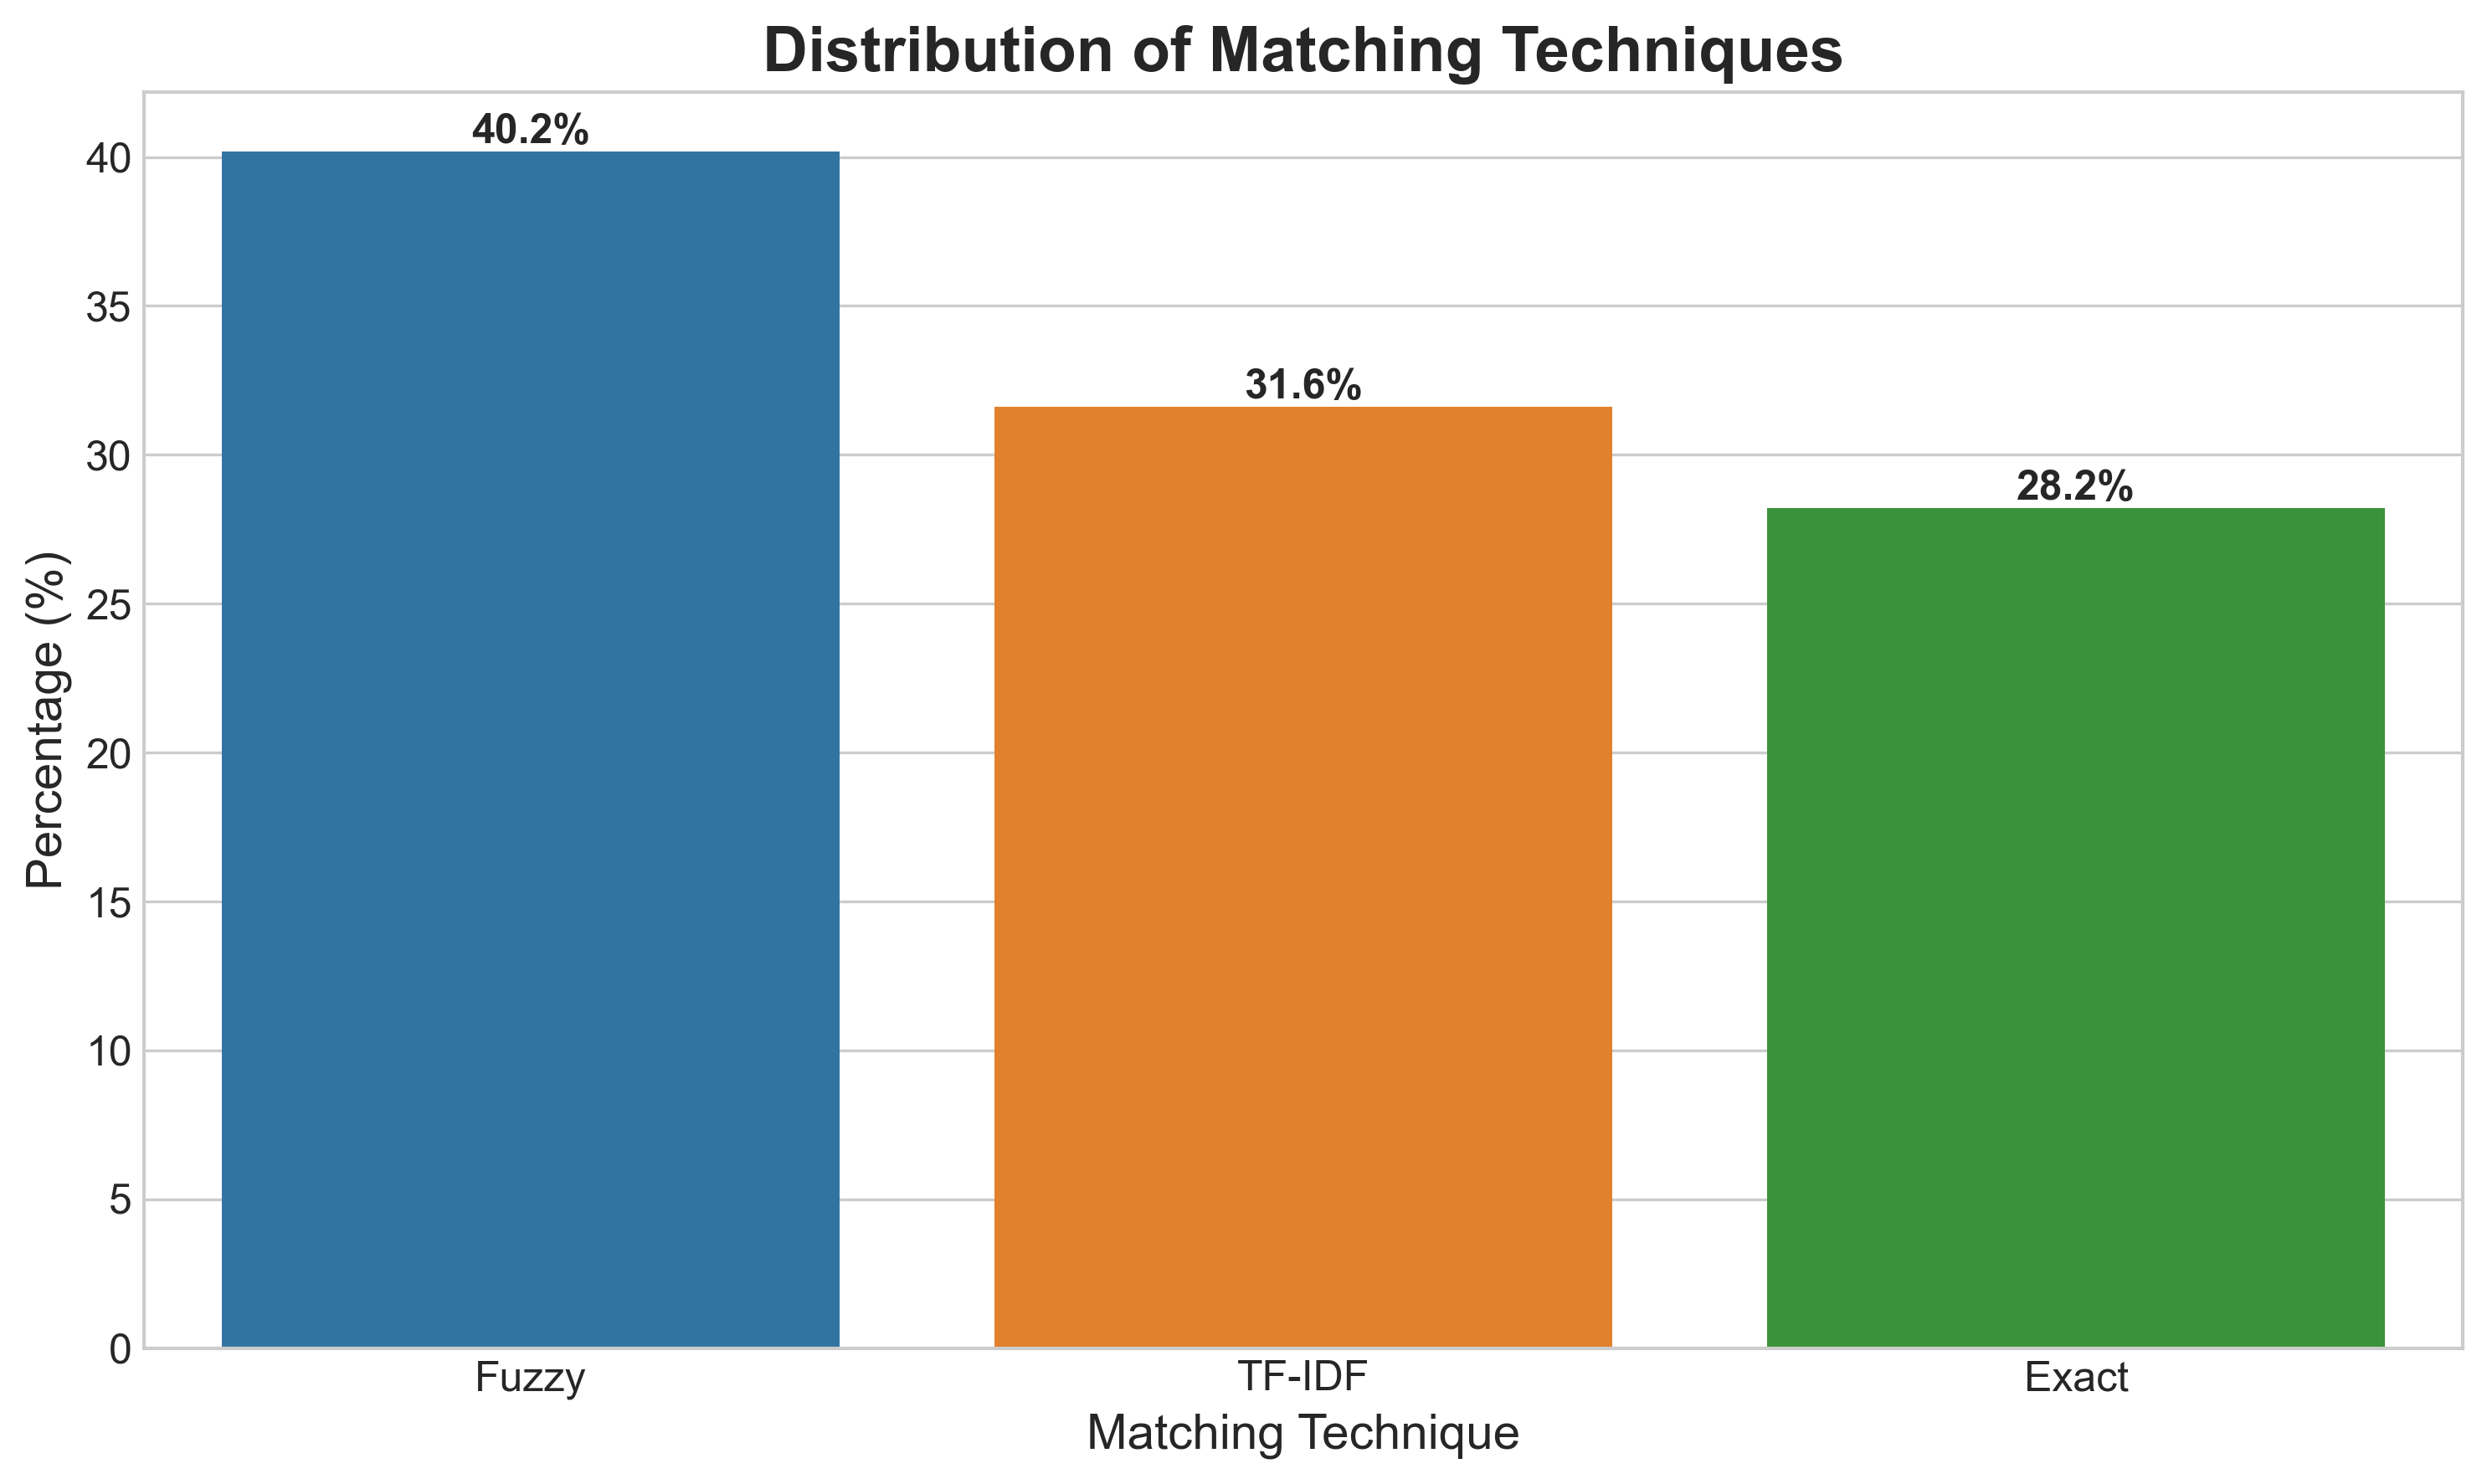 Distribution of Matching Techniques
40.2%
31.6%
28.2%
Percentage (%)
40
35
30
25
20
15
10
5
0
Fuzzy
TF-IDF
Exact
Matching Technique